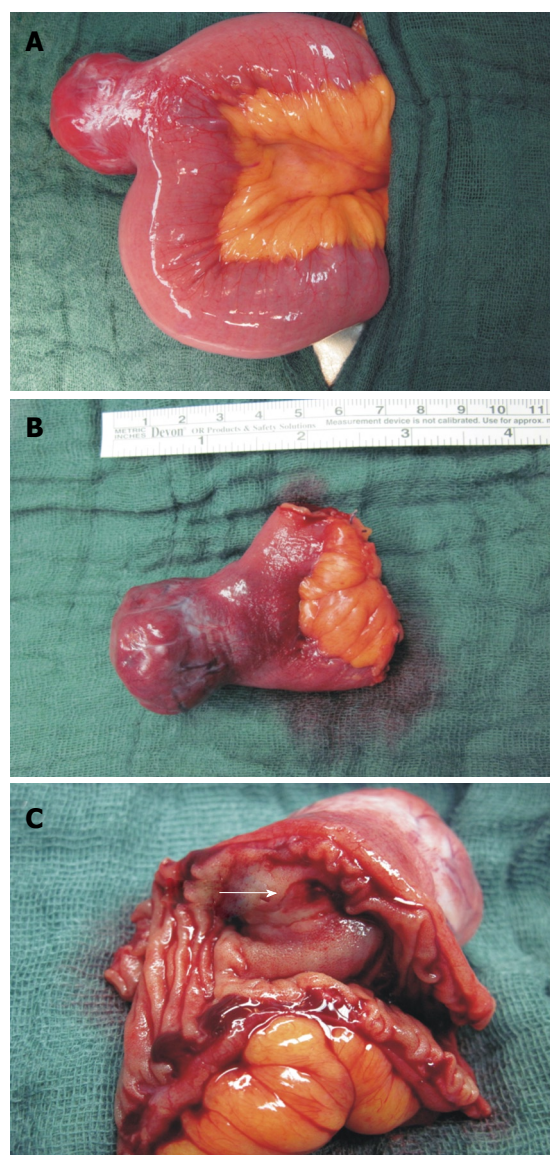 A
B
1 2 3 4 5 6 7 8 9 10 11
METRIC
INCHES Devon OR Products & Safety Solutions Measurement device is not calibrated. Use for approx. m
1 2 3 4
C